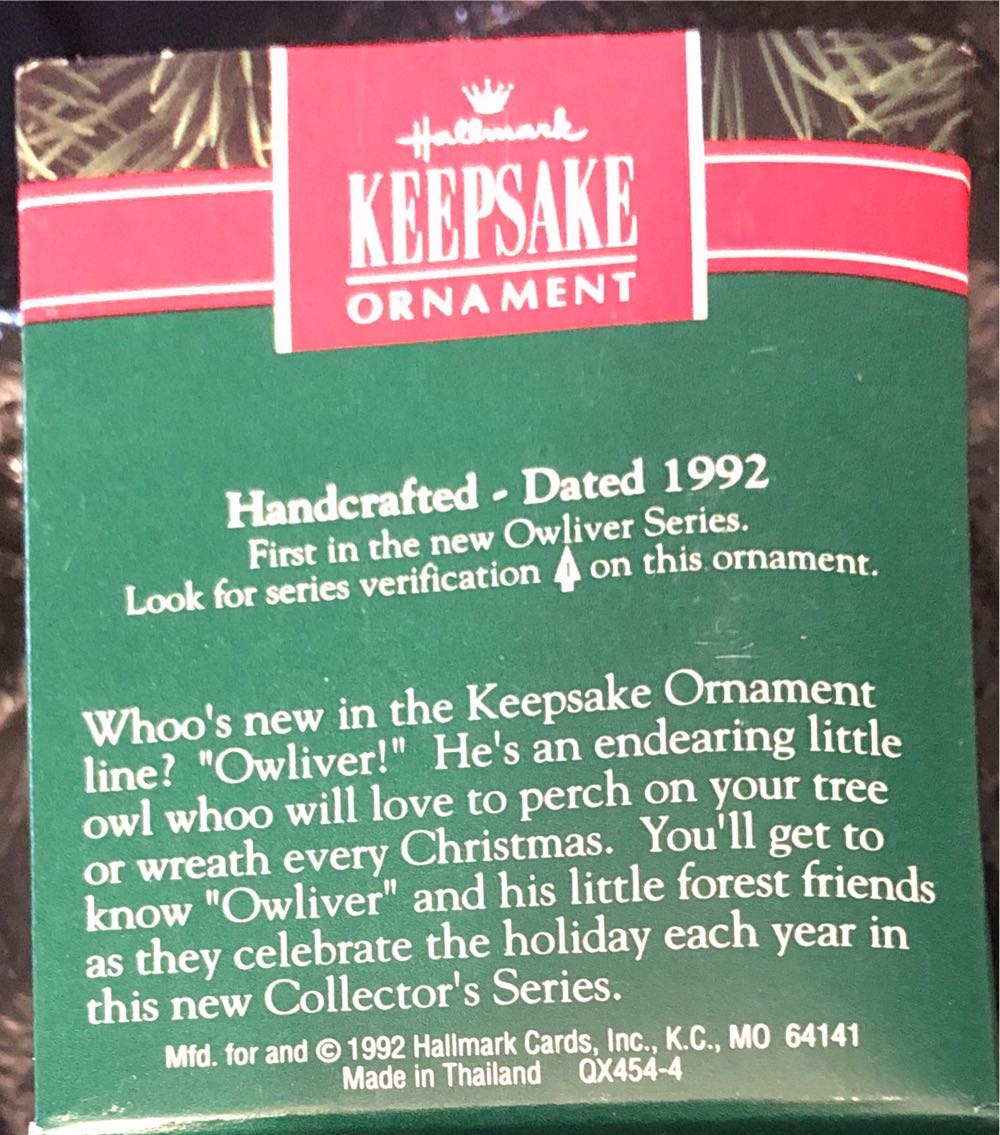 Hallmark
KEEPSAKE
ORNAMENT
Handcrafted - Dated 1992
First in the new Owliver Series.
Look for series verification 1 on this ornament.
Whoo's new in the Keepsake Ornament
line? "Owliver!" He's an endearing little
owl whoo will love to perch on your tree
or wreath every Christmas. You'll get to
know "Owliver" and his little forest friends
as they celebrate the holiday each year in
this new Collector's Series.
Mfd. for and © 1992 Hallmark Cards, Inc., K.C., MO 64141
Made in Thailand QX454-4